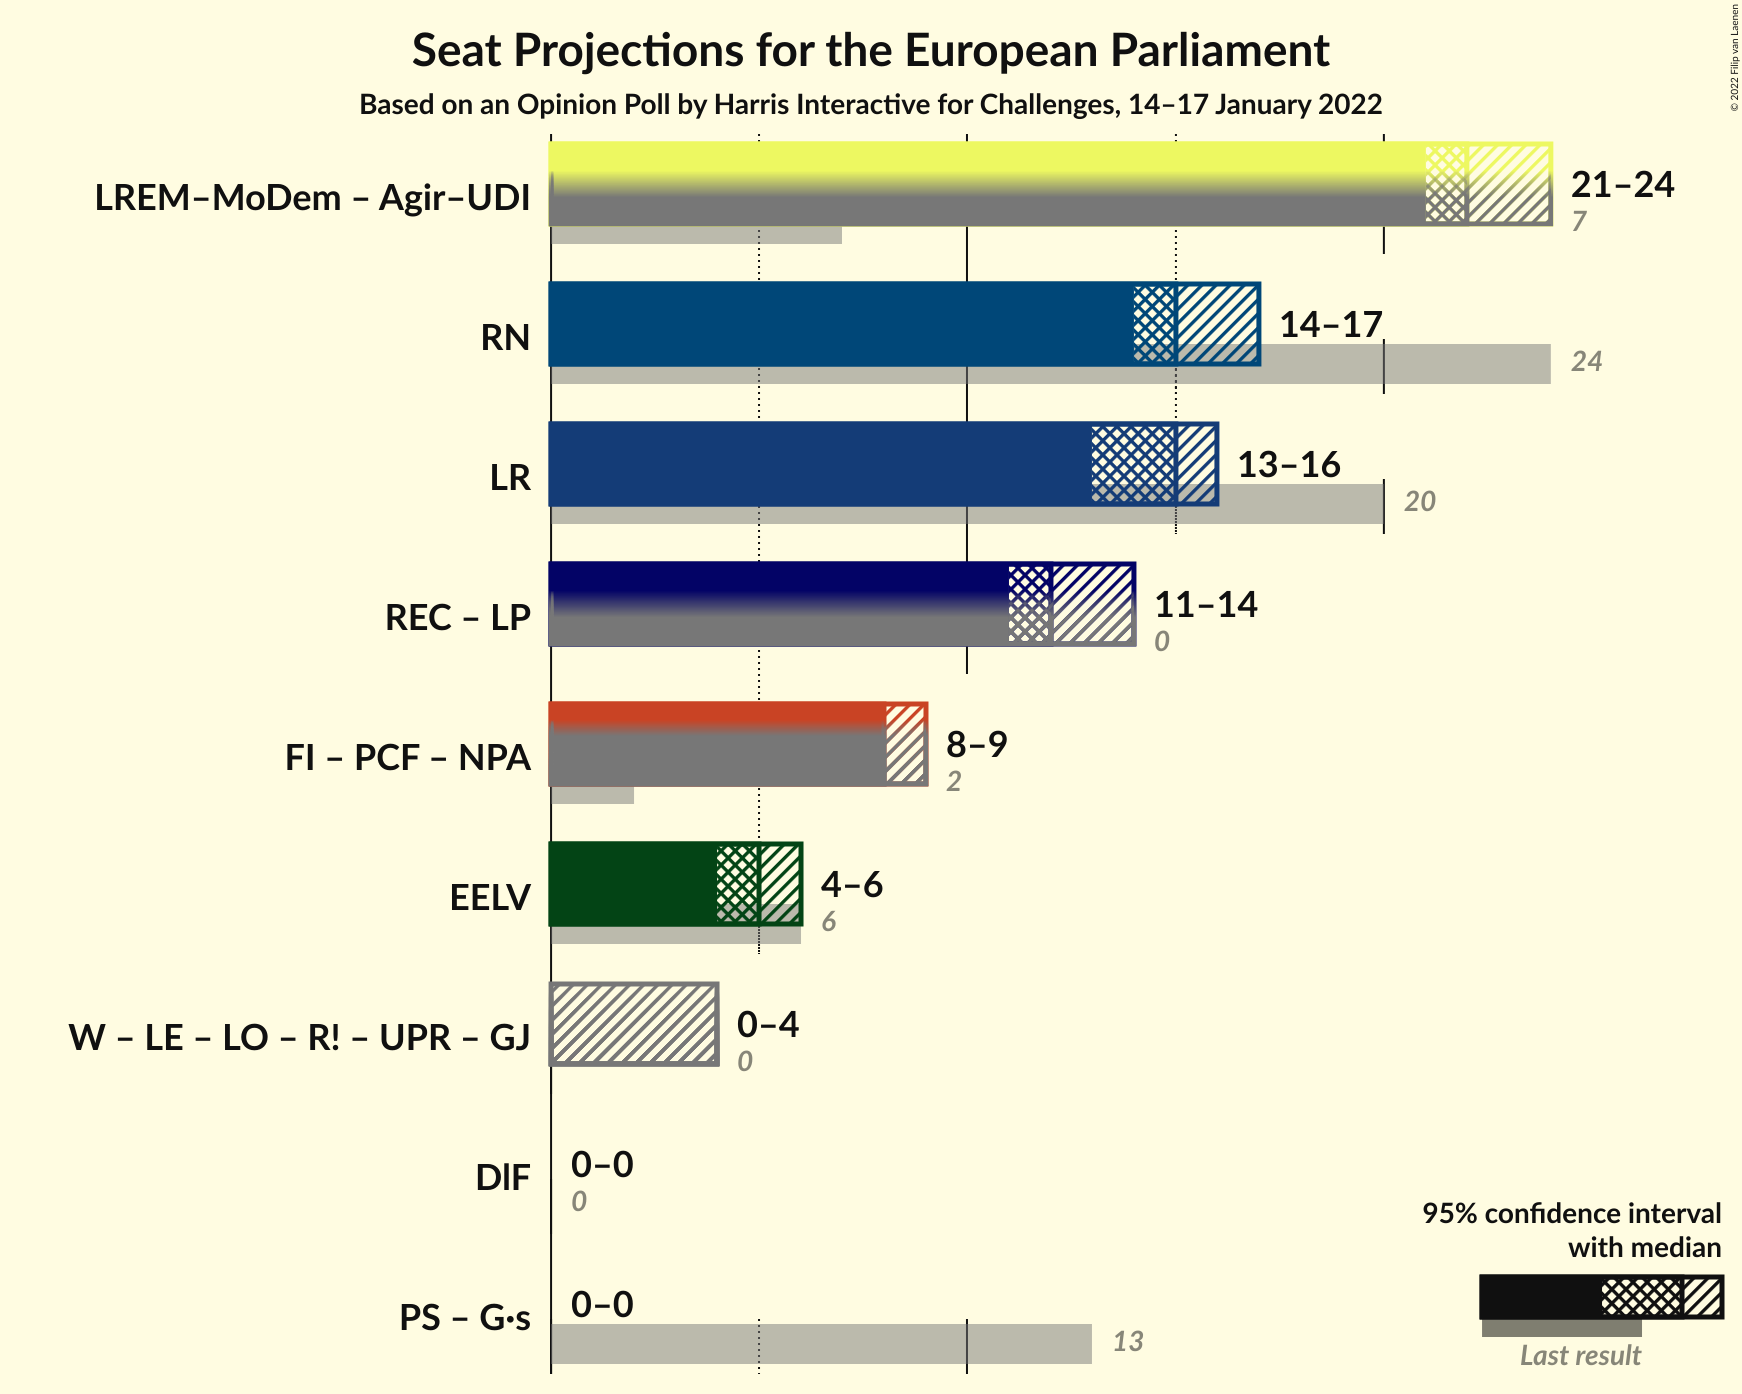 Seat Projections for the European Parliament
Based on an Opinion Poll by Harris Interactive for Challenges, 14–17 January 2022
© 2022 Filip van Laenen
LREM–MoDem – Agir–UDI
21–24
7
RN
14–17
24
LR
13–16
20
REC – LP
11–14
0
FI – PCF – NPA
8–9
2
EELV
4–6
6
W – LE – LO – R! – UPR – GJ
0–4
0
DlF
0–0
0
PS – G·s
0–0
13
95% confidence interval
with median
Last result